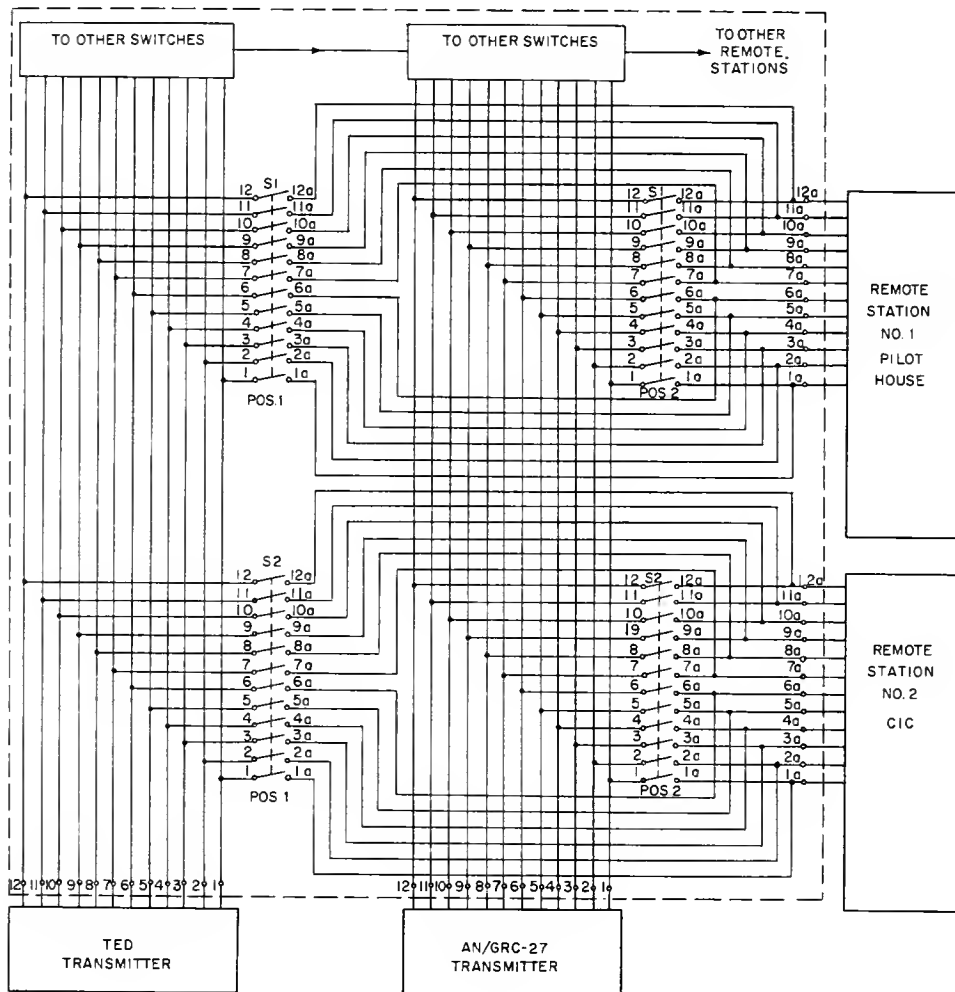 TO OTHER SWITCHES
TO OTHER SWITCHES
TO OTHER
REMOTE
STATIONS
S1
12 12a
11 11a
10 10a
9 9a
8 8a
7 7a
6 6a
5 5a
4 4a
3 3a
2 2a
1 1a
POS.1
S1
12 12a
11 11a
10 10a
9 9a
8 8a
7 7a
6 6a
5 5a
4 4a
3 3a
2 2a
1 1a
POS 2
12a
11a
10a
9a
8a
7a
6a
5a
4a
3a
2a
1a
REMOTE
STATION
NO. 1
PILOT
HOUSE
S2
12 12a
11 11a
10 10a
9 9a
8 8a
7 7a
6 6a
5 5a
4 4a
3 3a
2 2a
1 1a
POS 1
S2
12 12a
11 11a
10 10a
19 9a
8 8a
7 7a
6 6a
5 5a
4 4a
3 3a
2 2a
1 1a
POS 2
12a
11a
10a
9a
8a
7a
6a
5a
4a
3a
2a
1a
REMOTE
STATION
NO. 2
CIC
12 11 10 9 8 7 6 5 4 3 2 1
12 11 10 9 8 7 6 5 4 3 2 1
TED
TRANSMITTER
AN/GRC-27
TRANSMITTER